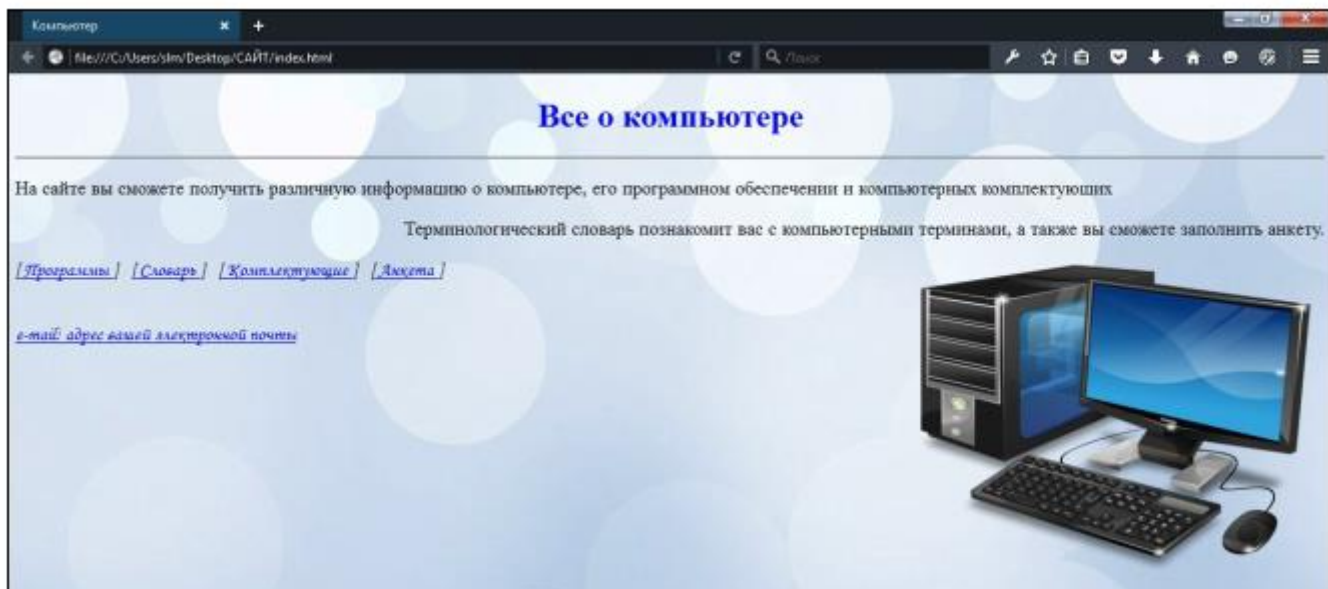 Компьютер
file:///C:/Users/slm/Desktop/САЙТ/index.html
Поиск
Все о компьютере
На сайте вы сможете получить различную информацию о компьютере, его программном обеспечении и компьютерных комплектующих
Терминологический словарь познакомит вас с компьютерными терминами, а также вы сможете заполнить анкету.
[Программы] [Словарь] [Комплектующие] [Анкета]
e-mail: адрес вашей электронной почты